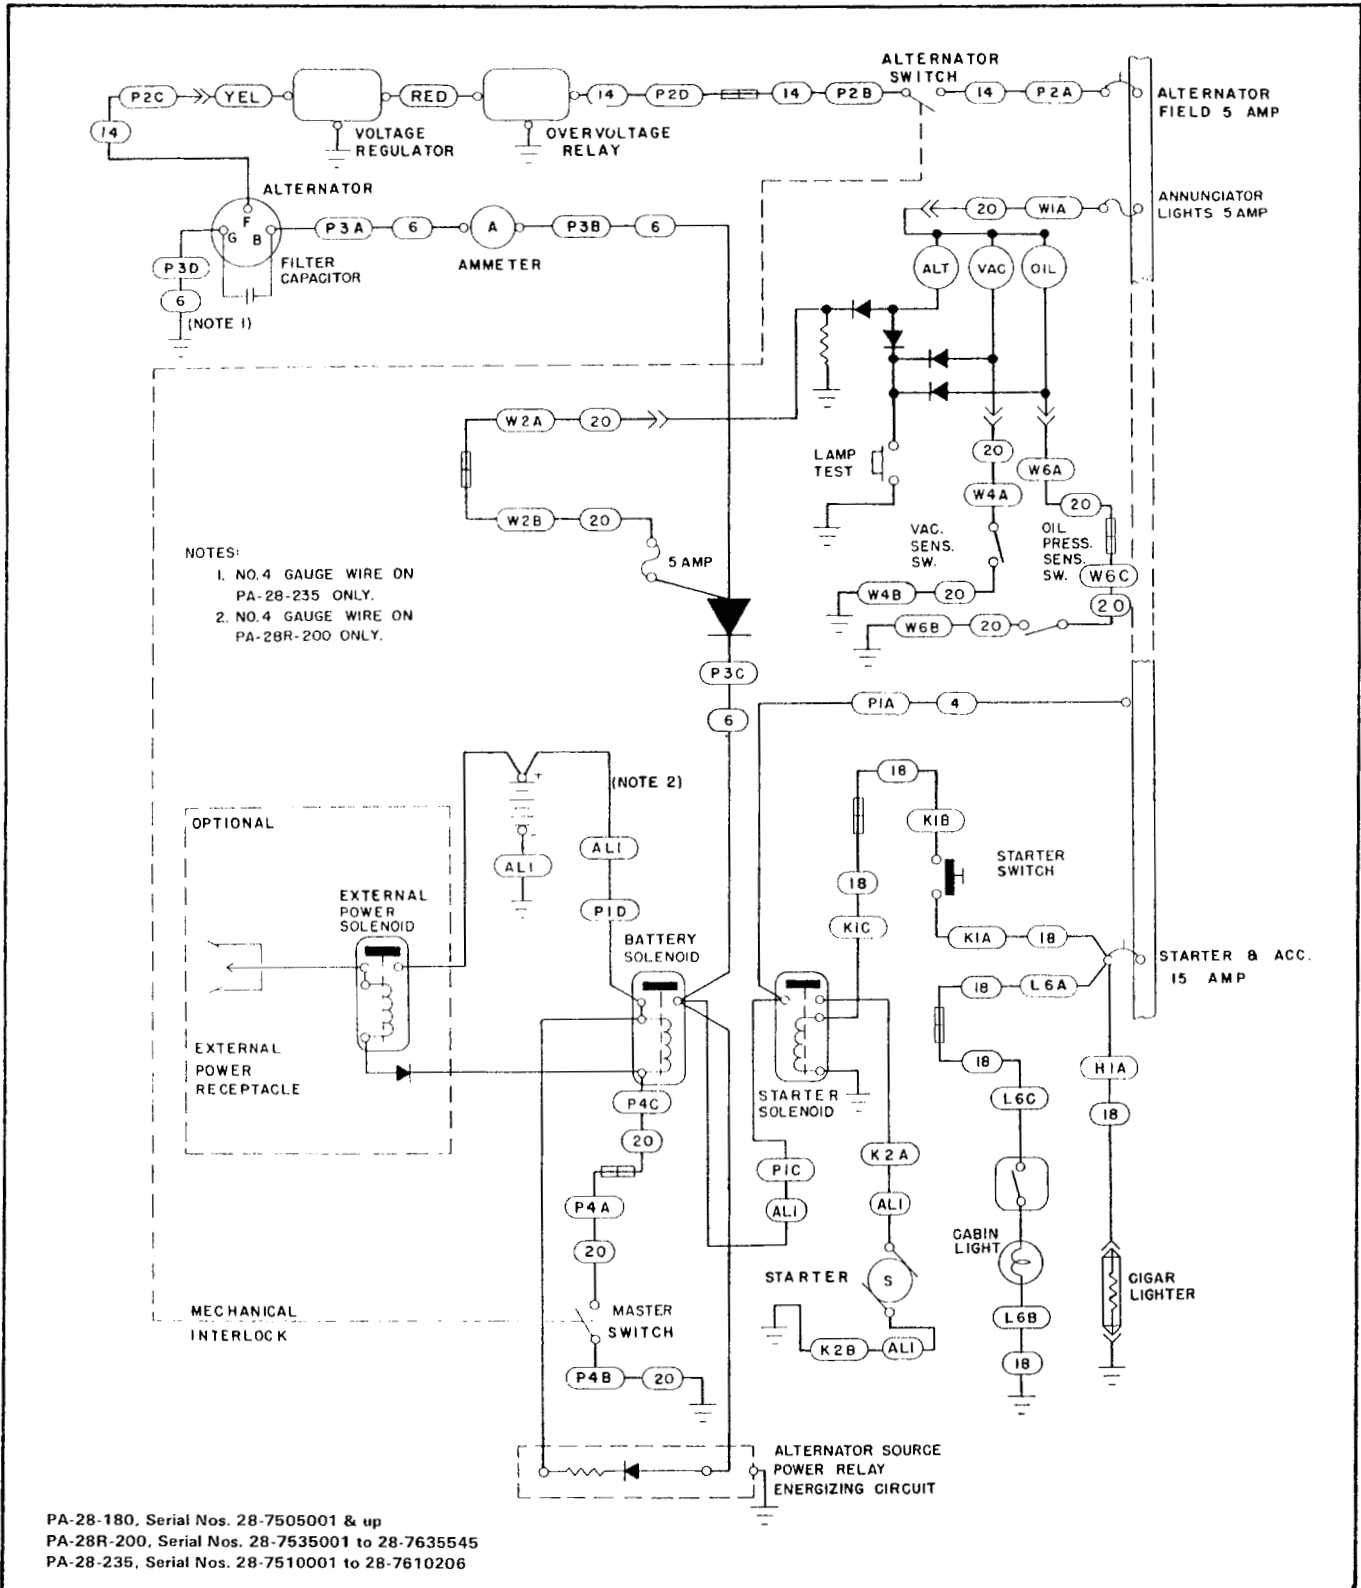 ALTERNATOR
SWITCH
P2C
YEL
RED
14
P2D
14
P2B
14
P2A
ALTERNATOR
FIELD 5 AMP
14
VOLTAGE
REGULATOR
OVERVOLTAGE
RELAY
ALTERNATOR
F
G
B
P3A
6
A
P3B
6
AMMETER
20
W1A
ANNUNCIATOR
LIGHTS 5 AMP
P3D
6
(NOTE 1)
FILTER
CAPACITOR
ALT
VAC
OIL
W2A
20
W2B
20
5 AMP
LAMP
TEST
20
W4A
W6A
20
VAC.
SENS.
SW.
OIL
PRESS.
SENS.
SW.
W6C
20
W4B
20
W6B
20
NOTES:
1. NO. 4 GAUGE WIRE ON
PA-28-235 ONLY.
2. NO. 4 GAUGE WIRE ON
PA-28R-200 ONLY.
P3C
6
P1A
4
(NOTE 2)
+
-
AL1
AL1
P1D
18
K1B
18
K1C
STARTER
SWITCH
K1A
18
18
L6A
STARTER & ACC.
15 AMP
OPTIONAL
EXTERNAL
POWER
SOLENOID
BATTERY
SOLENOID
EXTERNAL
POWER
RECEPTACLE
STARTER
SOLENOID
18
L6C
H1A
18
P4C
20
P4A
20
P1C
AL1
K2A
AL1
STARTER
S
CABIN
LIGHT
L6B
18
CIGAR
LIGHTER
MECHANICAL
INTERLOCK
MASTER
SWITCH
P4B
20
K2B
AL1
ALTERNATOR SOURCE
POWER RELAY
ENERGIZING CIRCUIT
PA-28-180, Serial Nos. 28-7505001 & up
PA-28R-200, Serial Nos. 28-7535001 to 28-7635545
PA-28-235, Serial Nos. 28-7510001 to 28-7610206